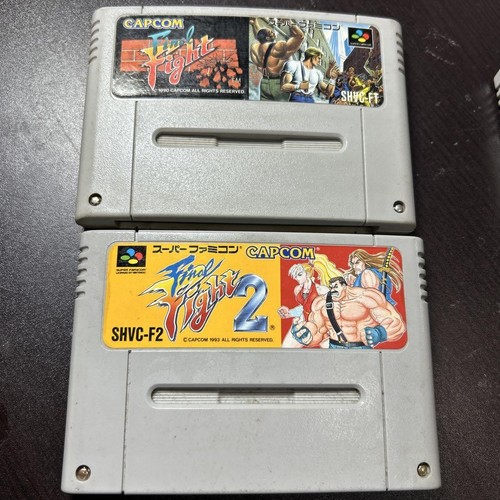 CAPCOM
スーパーファミコン
Final
Fight
© 1990 CAPCOM ALL RIGHTS RESERVED.
SHVC-FT
スーパーファミコン CAPCOM
SUPER FAMICOM
Final
Fight 2 ®
SHVC-F2
© CAPCOM 1993 ALL RIGHTS RESERVED.